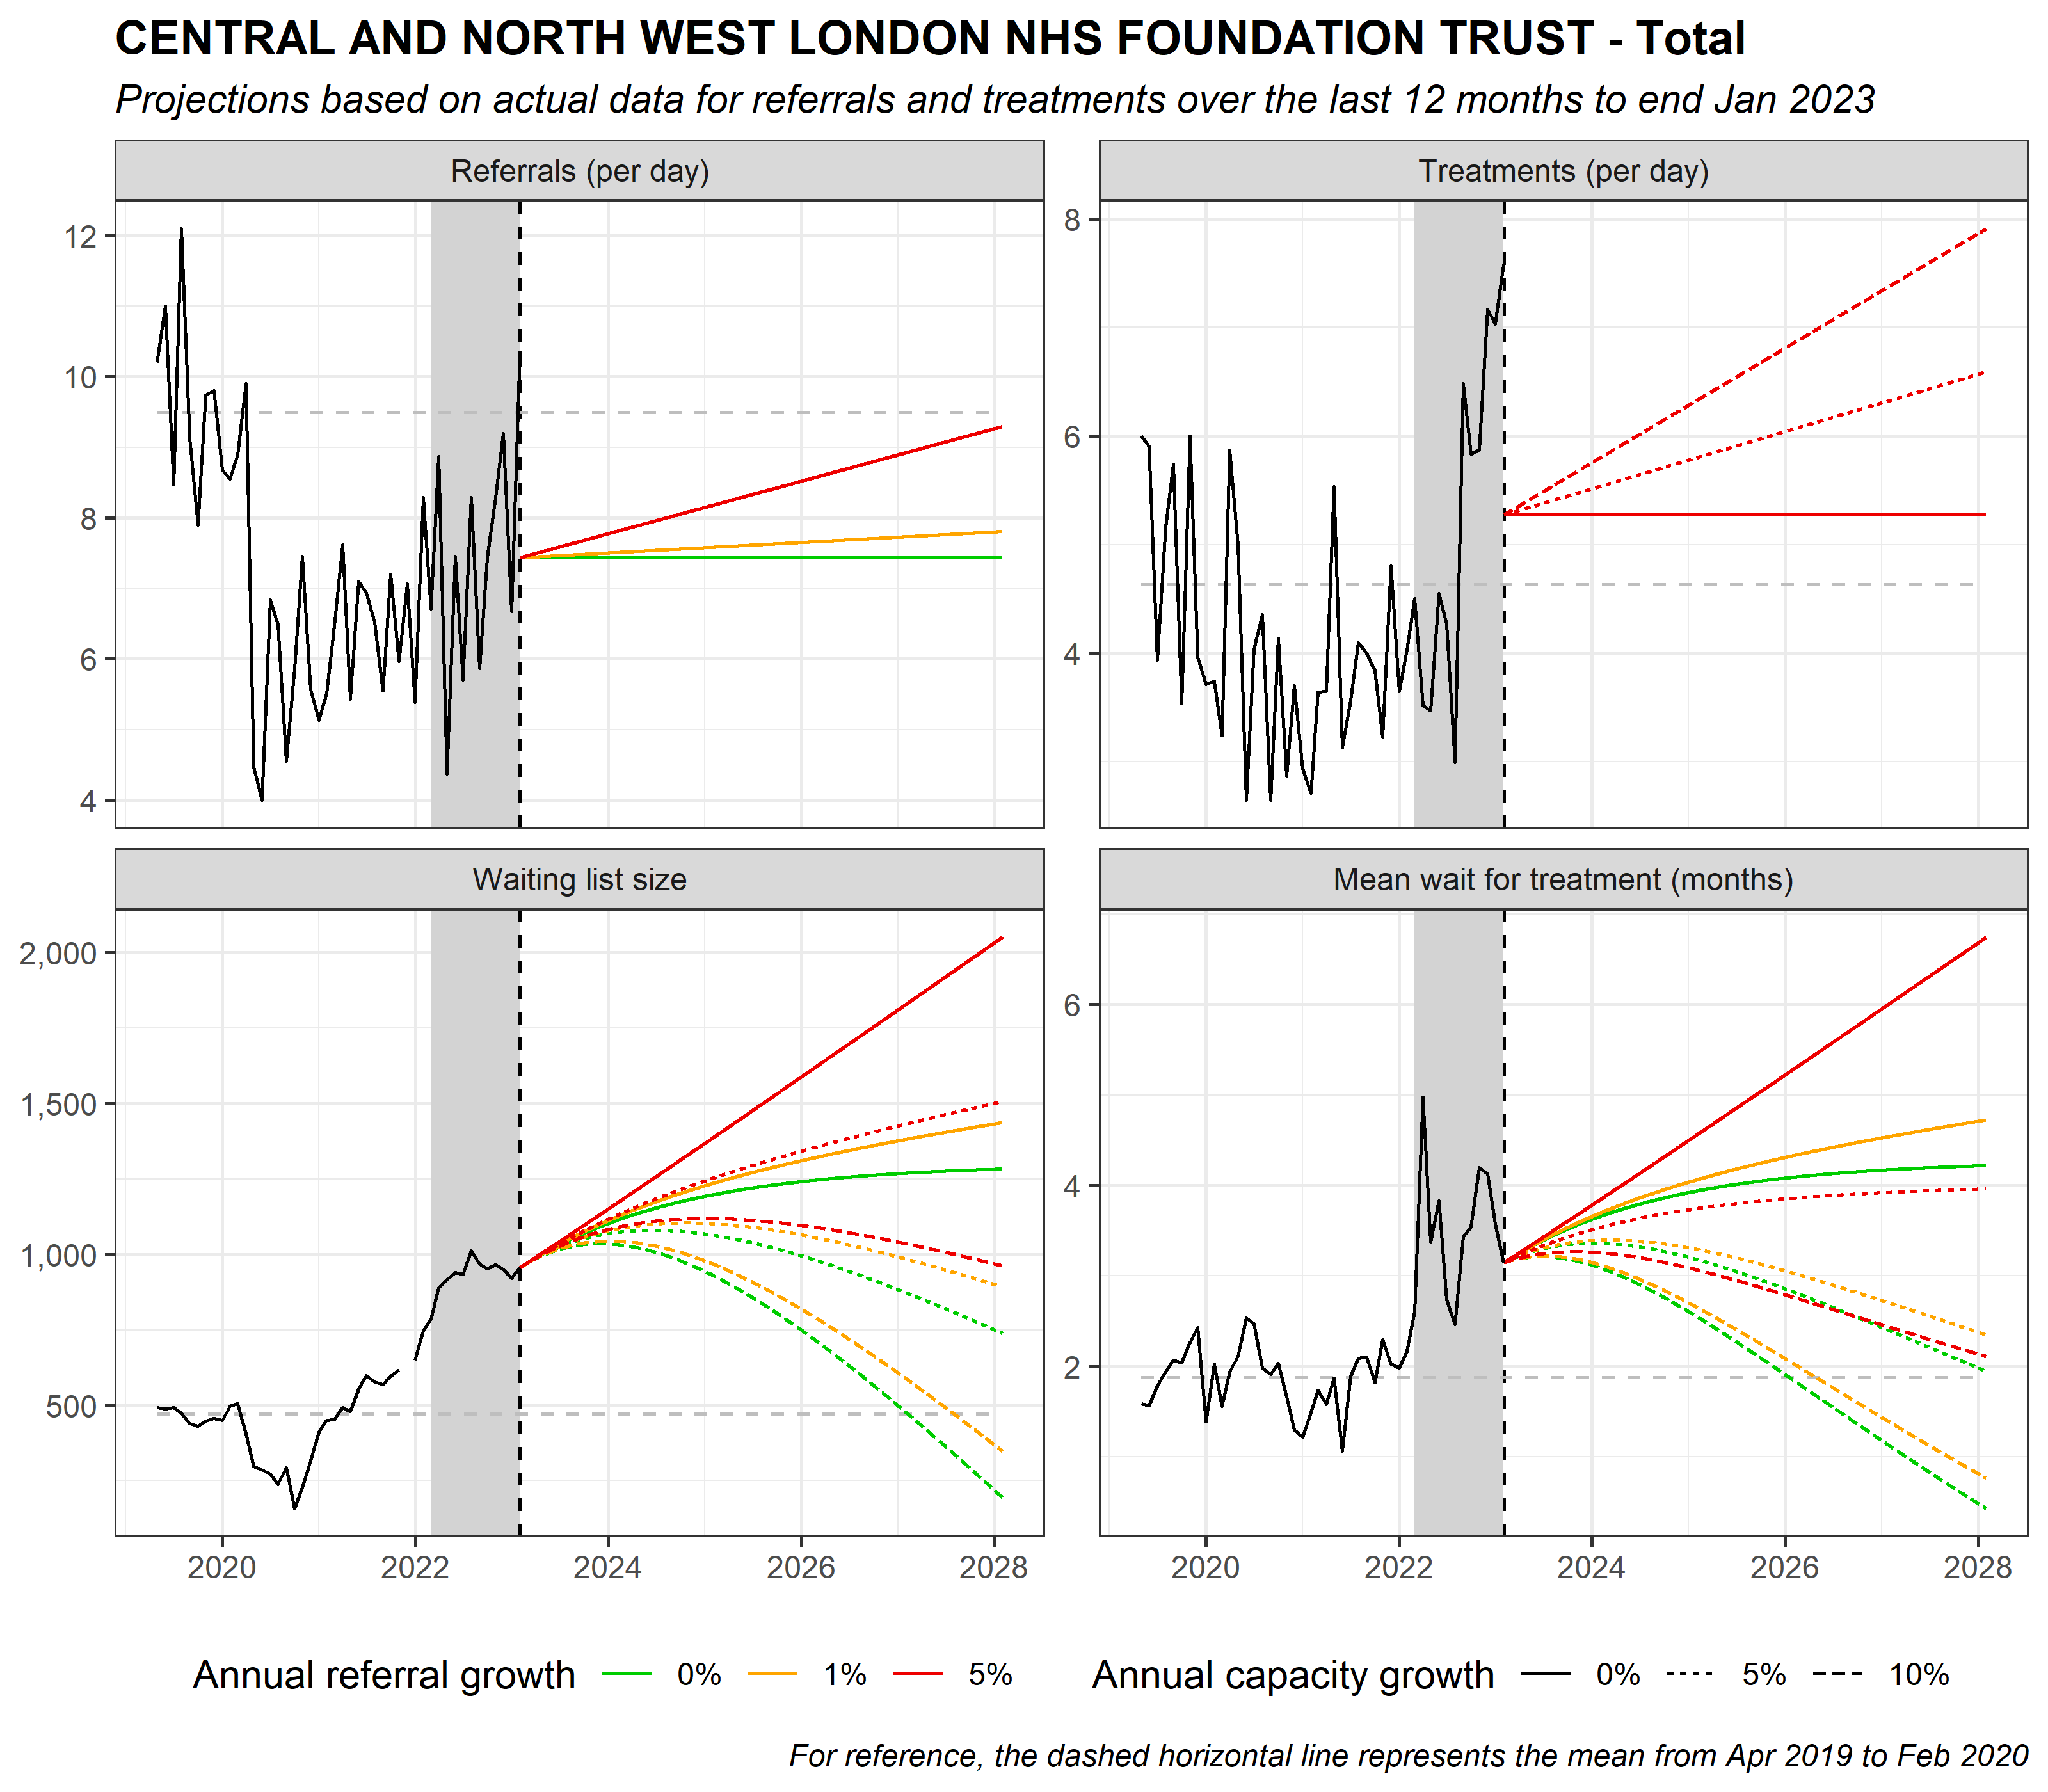 CENTRAL AND NORTH WEST LONDON NHS FOUNDATION TRUST - Total
Projections based on actual data for referrals and treatments over the last 12 months to end Jan 2023
Referrals (per day)
12
10
8
6
4
Treatments (per day)
8
6
4
Waiting list size
2,000
1,500
1,000
500
2020 2022 2024 2026 2028
Mean wait for treatment (months)
6
4
2
2020 2022 2024 2026 2028
Annual referral growth 0% 1% 5%
Annual capacity growth 0% 5% 10%
For reference, the dashed horizontal line represents the mean from Apr 2019 to Feb 2020